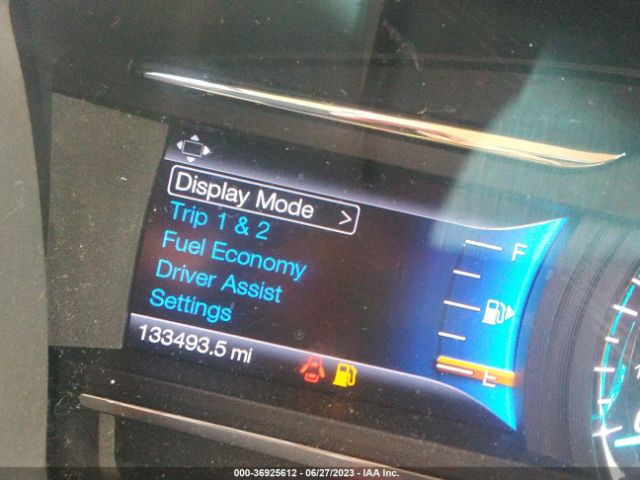 Display Mode >
Trip 1 & 2
Fuel Economy
Driver Assist
Settings
133493.5 mi
F
E
000-36925612 - 06/27/2023 - IAA Inc.